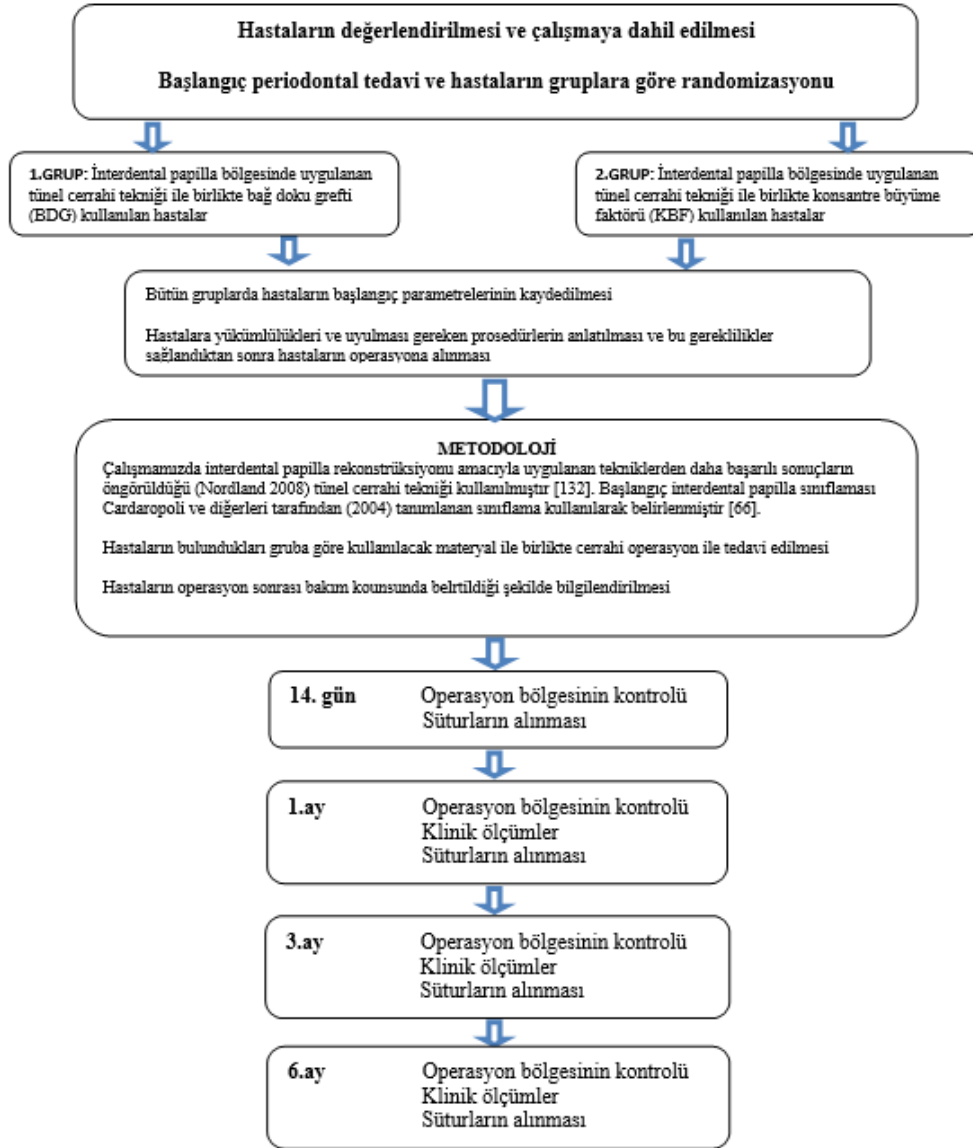 Hastaların değerlendirilmesi ve çalışmaya dahil edilmesi
Başlangıç periodontal tedavi ve hastaların gruplara göre randomizasyonu
1.GRUP: İnterdental papilla bölgesinde uygulanan
tünel cerrahi tekniği ile birlikte bağ doku grefti
(BDG) kullanılan hastalar
2.GRUP: İnterdental papilla bölgesinde uygulanan
tünel cerrahi tekniği ile birlikte konsantre büyüme
faktörü (KBF) kullanılan hastalar
Bütün gruplarda hastaların başlangıç parametrelerinin kaydedilmesi
Hastalara yükümlülükleri ve uyulması gereken prosedürlerin anlatılması ve bu gereklilikler
sağlandıktan sonra hastaların operasyona alınması
METODOLOJİ
Çalışmamızda interdental papilla rekonstrüksiyonu amacıyla uygulanan tekniklerden daha başarılı sonuçların
öngörüldüğü (Nordland 2008) tünel cerrahi tekniği kullanılmıştır [132]. Başlangıç interdental papilla sınıflaması
Cardaropoli ve diğerleri tarafından (2004) tanımlanan sınıflama kullanılarak belirlenmiştir [66].
Hastaların bulundukları gruba göre kullanılacak materyal ile birlikte cerrahi operasyon ile tedavi edilmesi
Hastaların operasyon sonrası bakım kounsunda belrtildiği şekilde bilgilendirilmesi
14. gün Operasyon bölgesinin kontrolü
Süturların alınması
1.ay Operasyon bölgesinin kontrolü
Klinik ölçümler
Süturların alınması
3.ay Operasyon bölgesinin kontrolü
Klinik ölçümler
Süturların alınması
6.ay Operasyon bölgesinin kontrolü
Klinik ölçümler
Süturların alınması